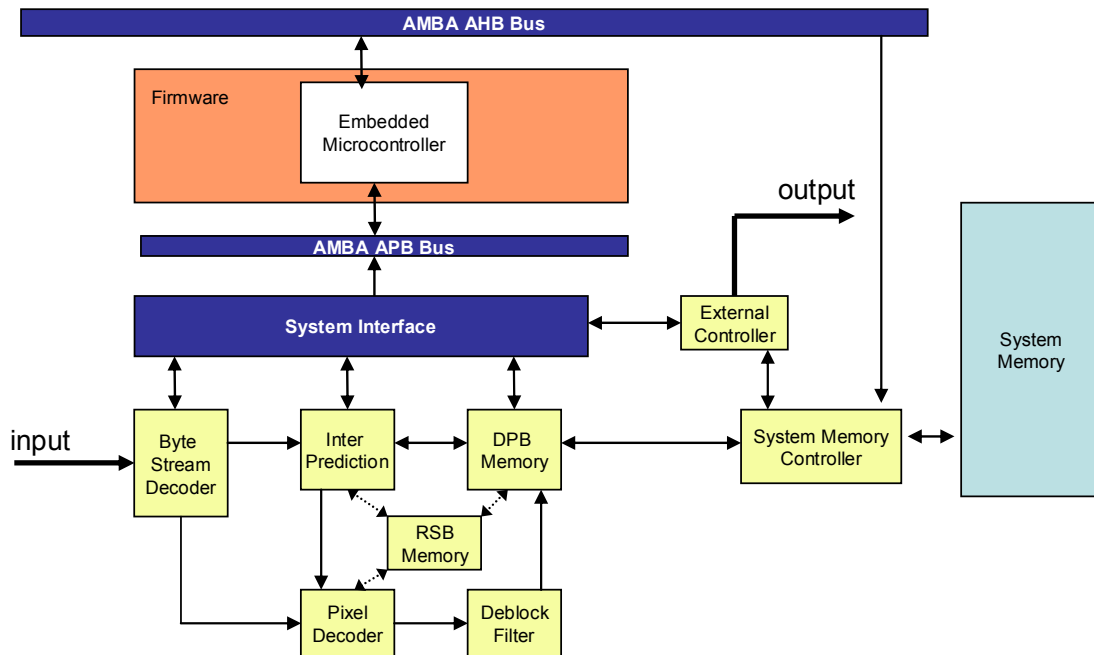 AMBA AHB Bus
Firmware
Embedded
Microcontroller
output
AMBA APB Bus
System Interface
External
Controller
System
Memory
input
Byte
Stream
Decoder
Inter
Prediction
DPB
Memory
System Memory
Controller
RSB
Memory
Pixel
Decoder
Deblock
Filter